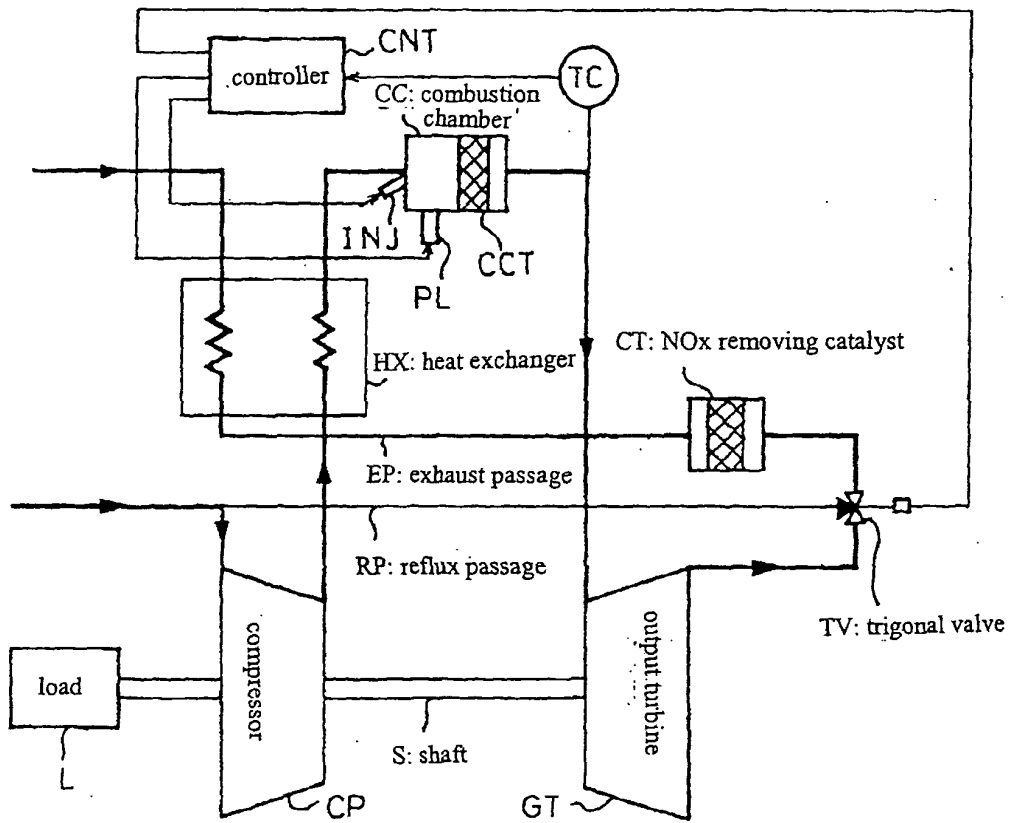 CNT
controller
TC
CC: combustion
chamber
INJ
CCT
PL
HX: heat exchanger
CT: NOx removing catalyst
EP: exhaust passage
RP: reflux passage
TV: trigonal valve
compressor
output turbine
load
S: shaft
L
CP
GT